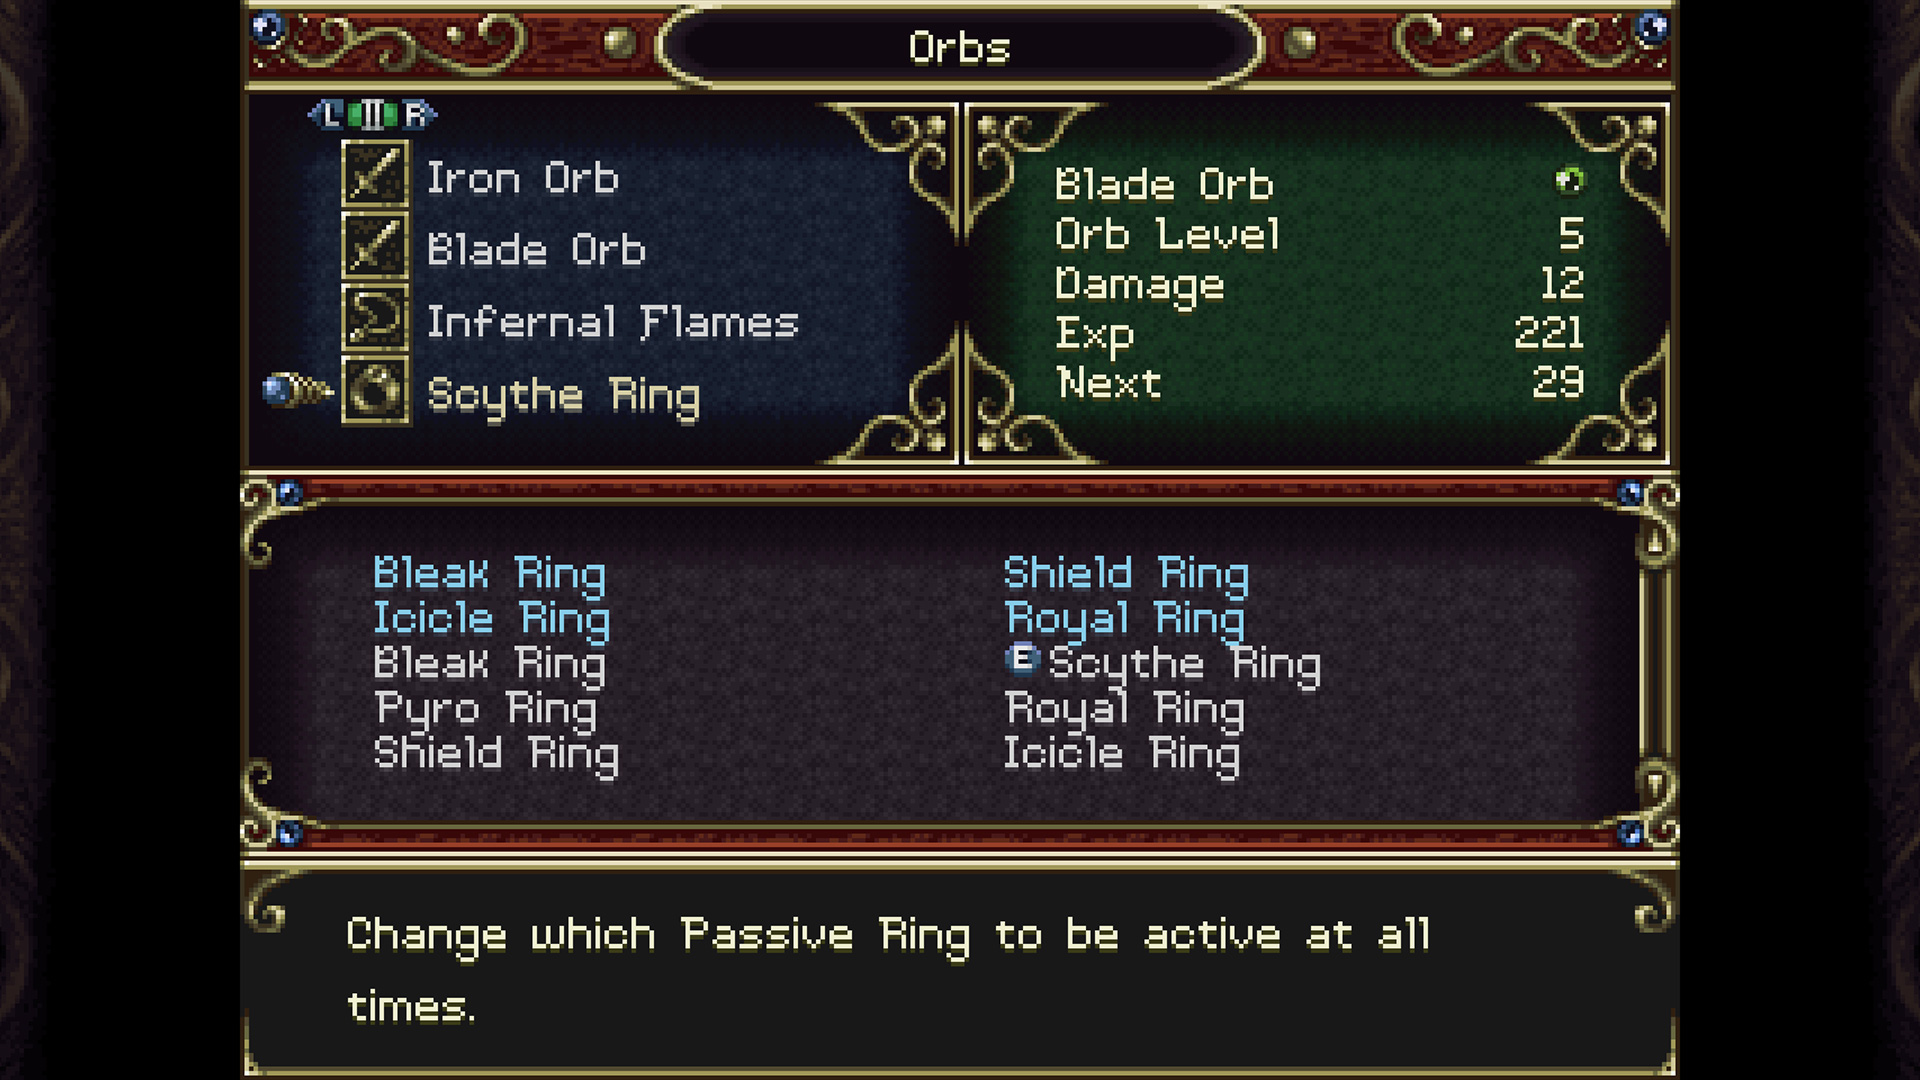 Orbs
L II R
Iron Orb
Blade Orb
Infernal Flames
Scythe Ring
Blade Orb
Orb Level 5
Damage 12
Exp 221
Next 29
Bleak Ring Shield Ring
Icicle Ring Royal Ring
Bleak Ring E Scythe Ring
Pyro Ring Royal Ring
Shield Ring Icicle Ring
Change which Passive Ring to be active at all
times.